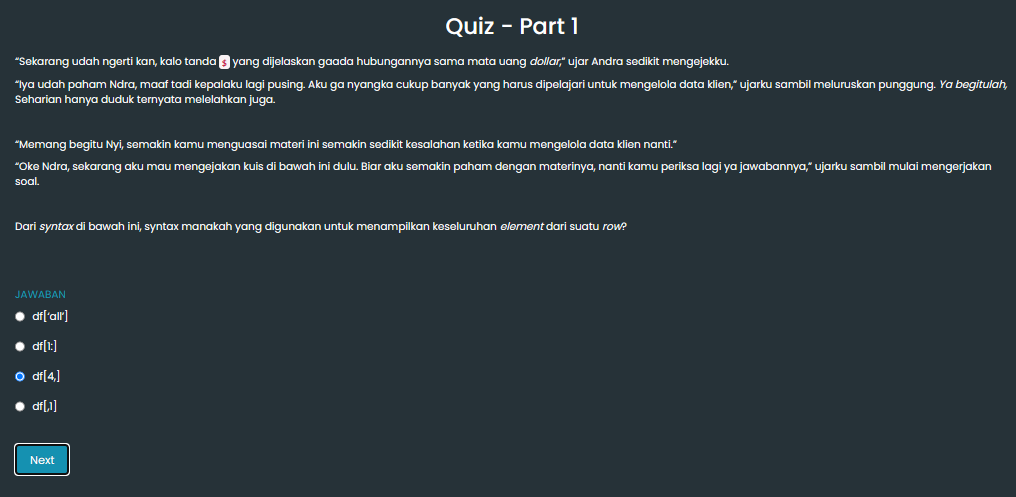 Quiz - Part 1
“Sekarang udah ngerti kan, kalo tanda $ yang dijelaskan gaada hubungannya sama mata uang dollar,” ujar Andra sedikit mengejekku.
“Iya udah paham Ndra, maaf tadi kepalaku lagi pusing. Aku ga nyangka cukup banyak yang harus dipelajari untuk mengelola data klien,” ujarku sambil meluruskan punggung. Ya begitulah,
Seharian hanya duduk ternyata melelahkan juga.
“Memang begitu Nyi, semakin kamu menguasai materi ini semakin sedikit kesalahan ketika kamu mengelola data klien nanti.”
“Oke Ndra, sekarang aku mau mengejakan kuis di bawah ini dulu. Biar aku semakin paham dengan materinya, nanti kamu periksa lagi ya jawabannya,” ujarku sambil mulai mengerjakan
soal.
Dari syntax di bawah ini, syntax manakah yang digunakan untuk menampilkan keseluruhan element dari suatu row?
JAWABAN
df[‘all’]
df[1:]
df[4,]
df[,1]
Next